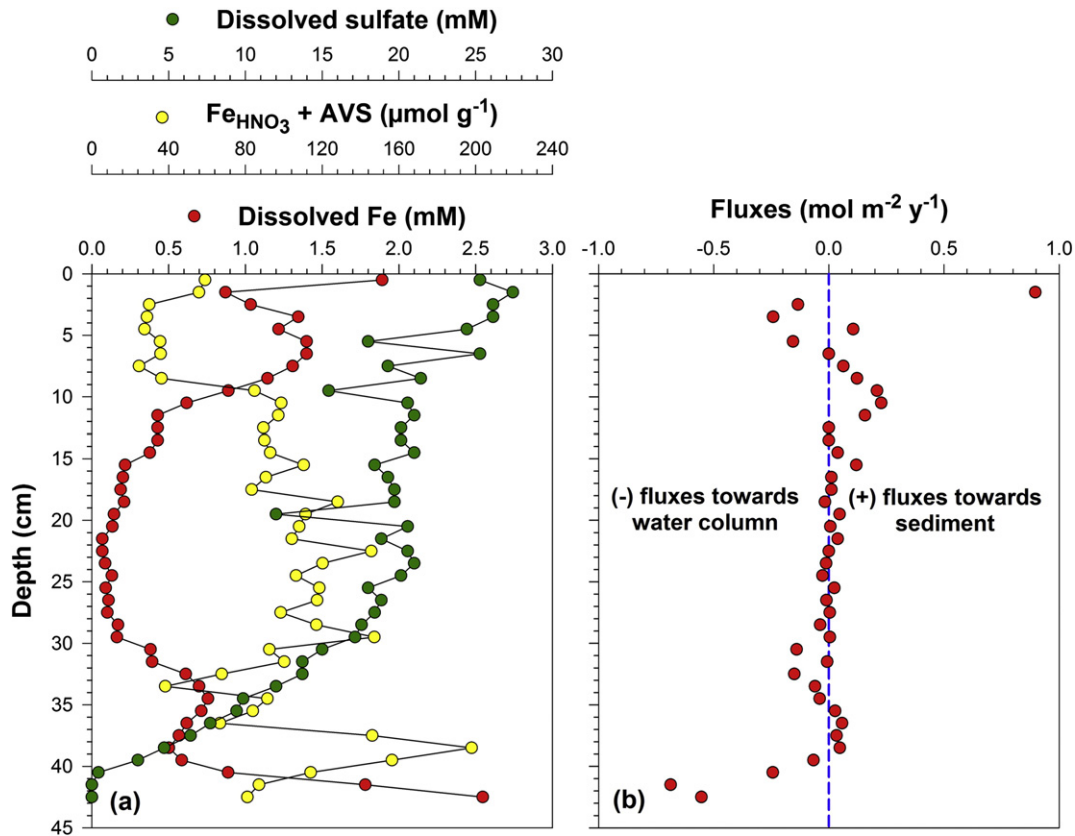 Dissolved sulfate (mM)
0 5 10 15 20 25 30
Fe_HNO₃ + AVS (µmol g⁻¹)
0 40 80 120 160 200 240
Dissolved Fe (mM)
0.0 0.5 1.0 1.5 2.0 2.5 3.0
Fluxes (mol m⁻² y⁻¹)
-1.0 -0.5 0.0 0.5 1.0
Depth (cm)
0
5
10
15
20
25
30
35
40
45
(a)
(-) fluxes towards
water column
(+) fluxes towards
sediment
(b)